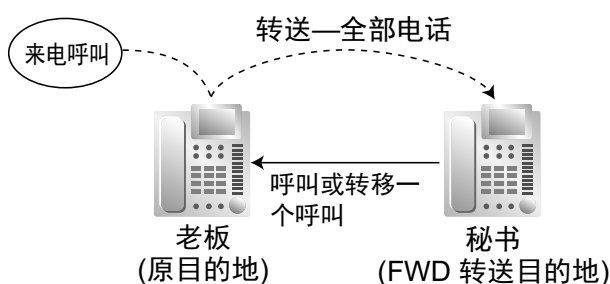 转送—全部电话
来电呼叫
呼叫或转移一
个呼叫
老板
(原目的地)
秘书
(FWD 转送目的地)